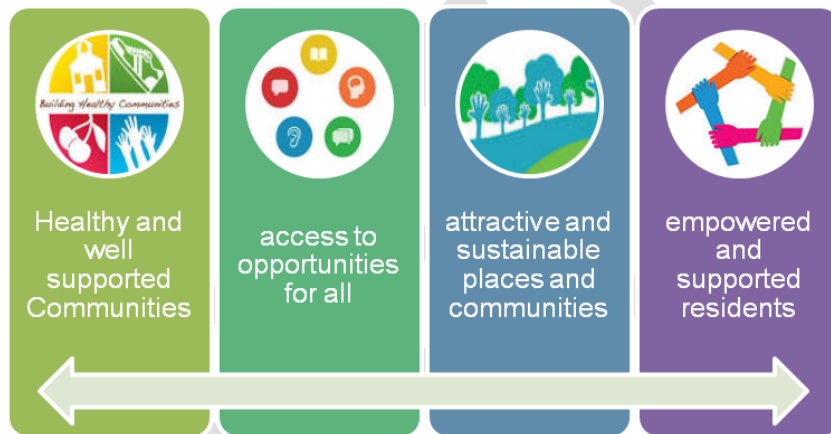 Building Healthy Communities
Healthy and
well
supported
Communities
access to
opportunities
for all
attractive and
sustainable
places and
communities
empowered
and
supported
residents